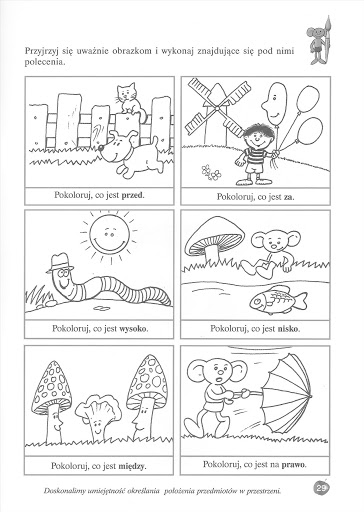 Przyjrzyj się uważnie obrazkom i wykonaj znajdujące się pod nimi
polecenia.
Pokoloruj, co jest przed.
Pokoloruj, co jest za.
Pokoloruj, co jest wysoko.
Pokoloruj, co jest nisko.
Pokoloruj, co jest między.
Pokoloruj, co jest na prawo.
Doskonalimy umiejętność określania położenia przedmiotów w przestrzeni.
29